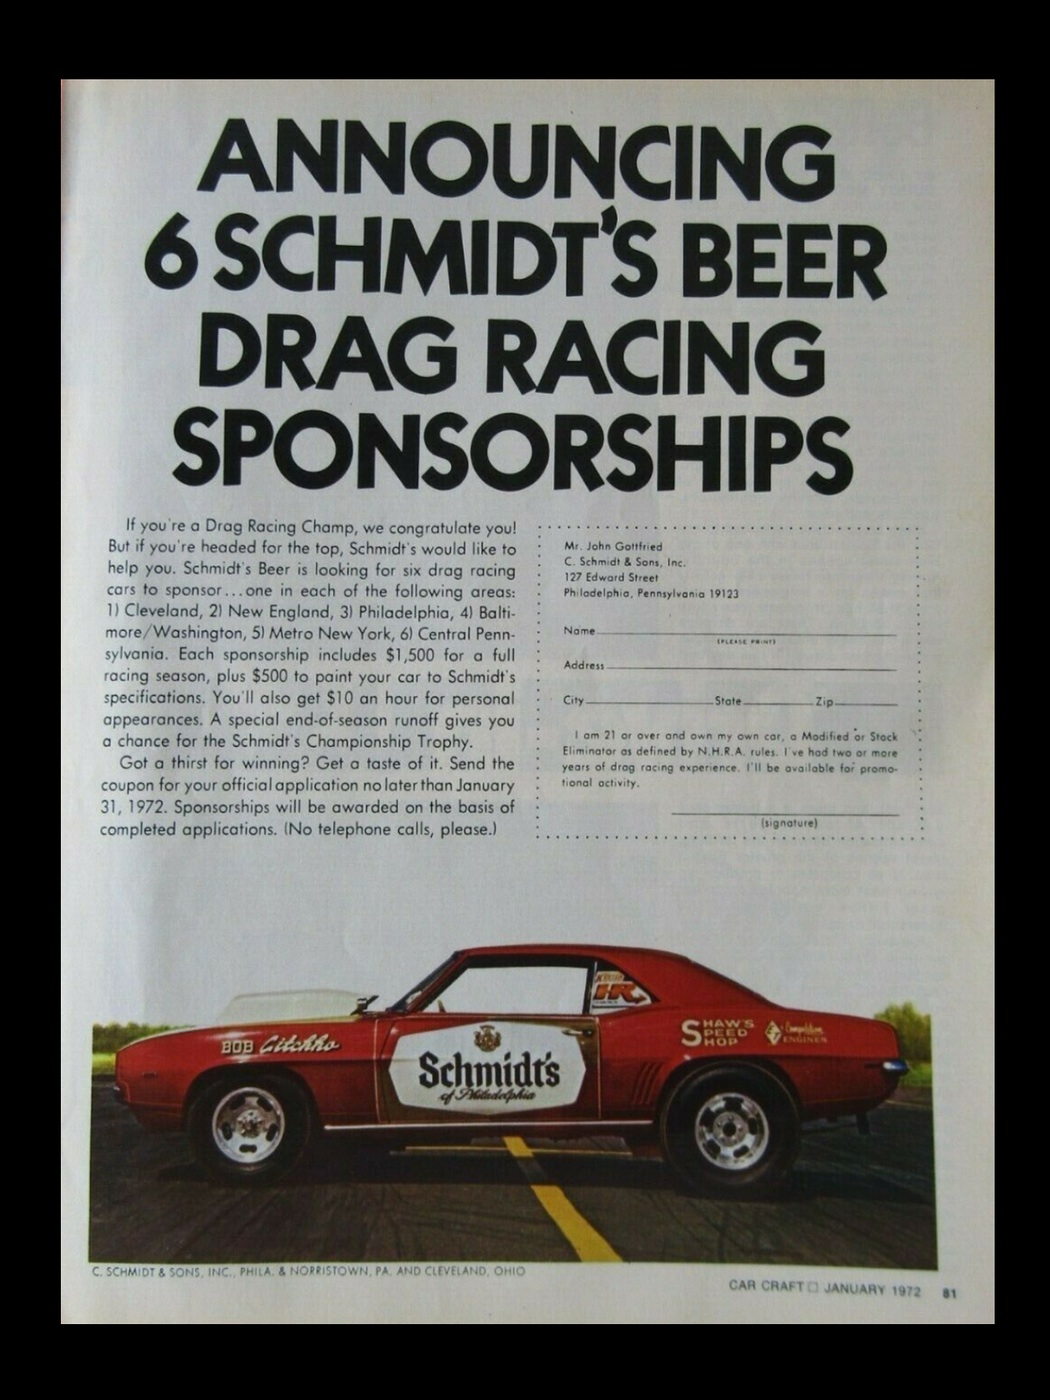 ANNOUNCING
6 SCHMIDT'S BEER
DRAG RACING
SPONSORSHIPS
If you're a Drag Racing Champ, we congratulate you!
But if you're headed for the top, Schmidt's would like to
help you. Schmidt's Beer is looking for six drag racing
cars to sponsor...one in each of the following areas:
1) Cleveland, 2) New England, 3) Philadelphia, 4) Balti-
more/Washington, 5) Metro New York, 6) Central Penn-
sylvania. Each sponsorship includes $1,500 for a full
racing season, plus $500 to paint your car to Schmidt's
specifications. You'll also get $10 an hour for personal
appearances. A special end-of-season runoff gives you
a chance for the Schmidt's Championship Trophy.
Got a thirst for winning? Get a taste of it. Send the
coupon for your official application no later than January
31, 1972. Sponsorships will be awarded on the basis of
completed applications. (No telephone calls, please.)
Mr. John Gottfried
C. Schmidt & Sons, Inc.
127 Edward Street
Philadelphia, Pennsylvania 19123
Name
(PLEASE PRINT)
Address
City State Zip
I am 21 or over and own my own car, a Modified or Stock
Eliminator as defined by N.H.R.A. rules. I've had two or more
years of drag racing experience. I'll be available for promo-
tional activity.
(signature)
HR
BOB Gitchko
Schmidt's
of Philadelphia
SHAW'S
SPEED
SHOP
Competition
ENGINES
C. SCHMIDT & SONS, INC., PHILA. & NORRISTOWN, PA. AND CLEVELAND, OHIO
CAR CRAFT □ JANUARY 1972 81